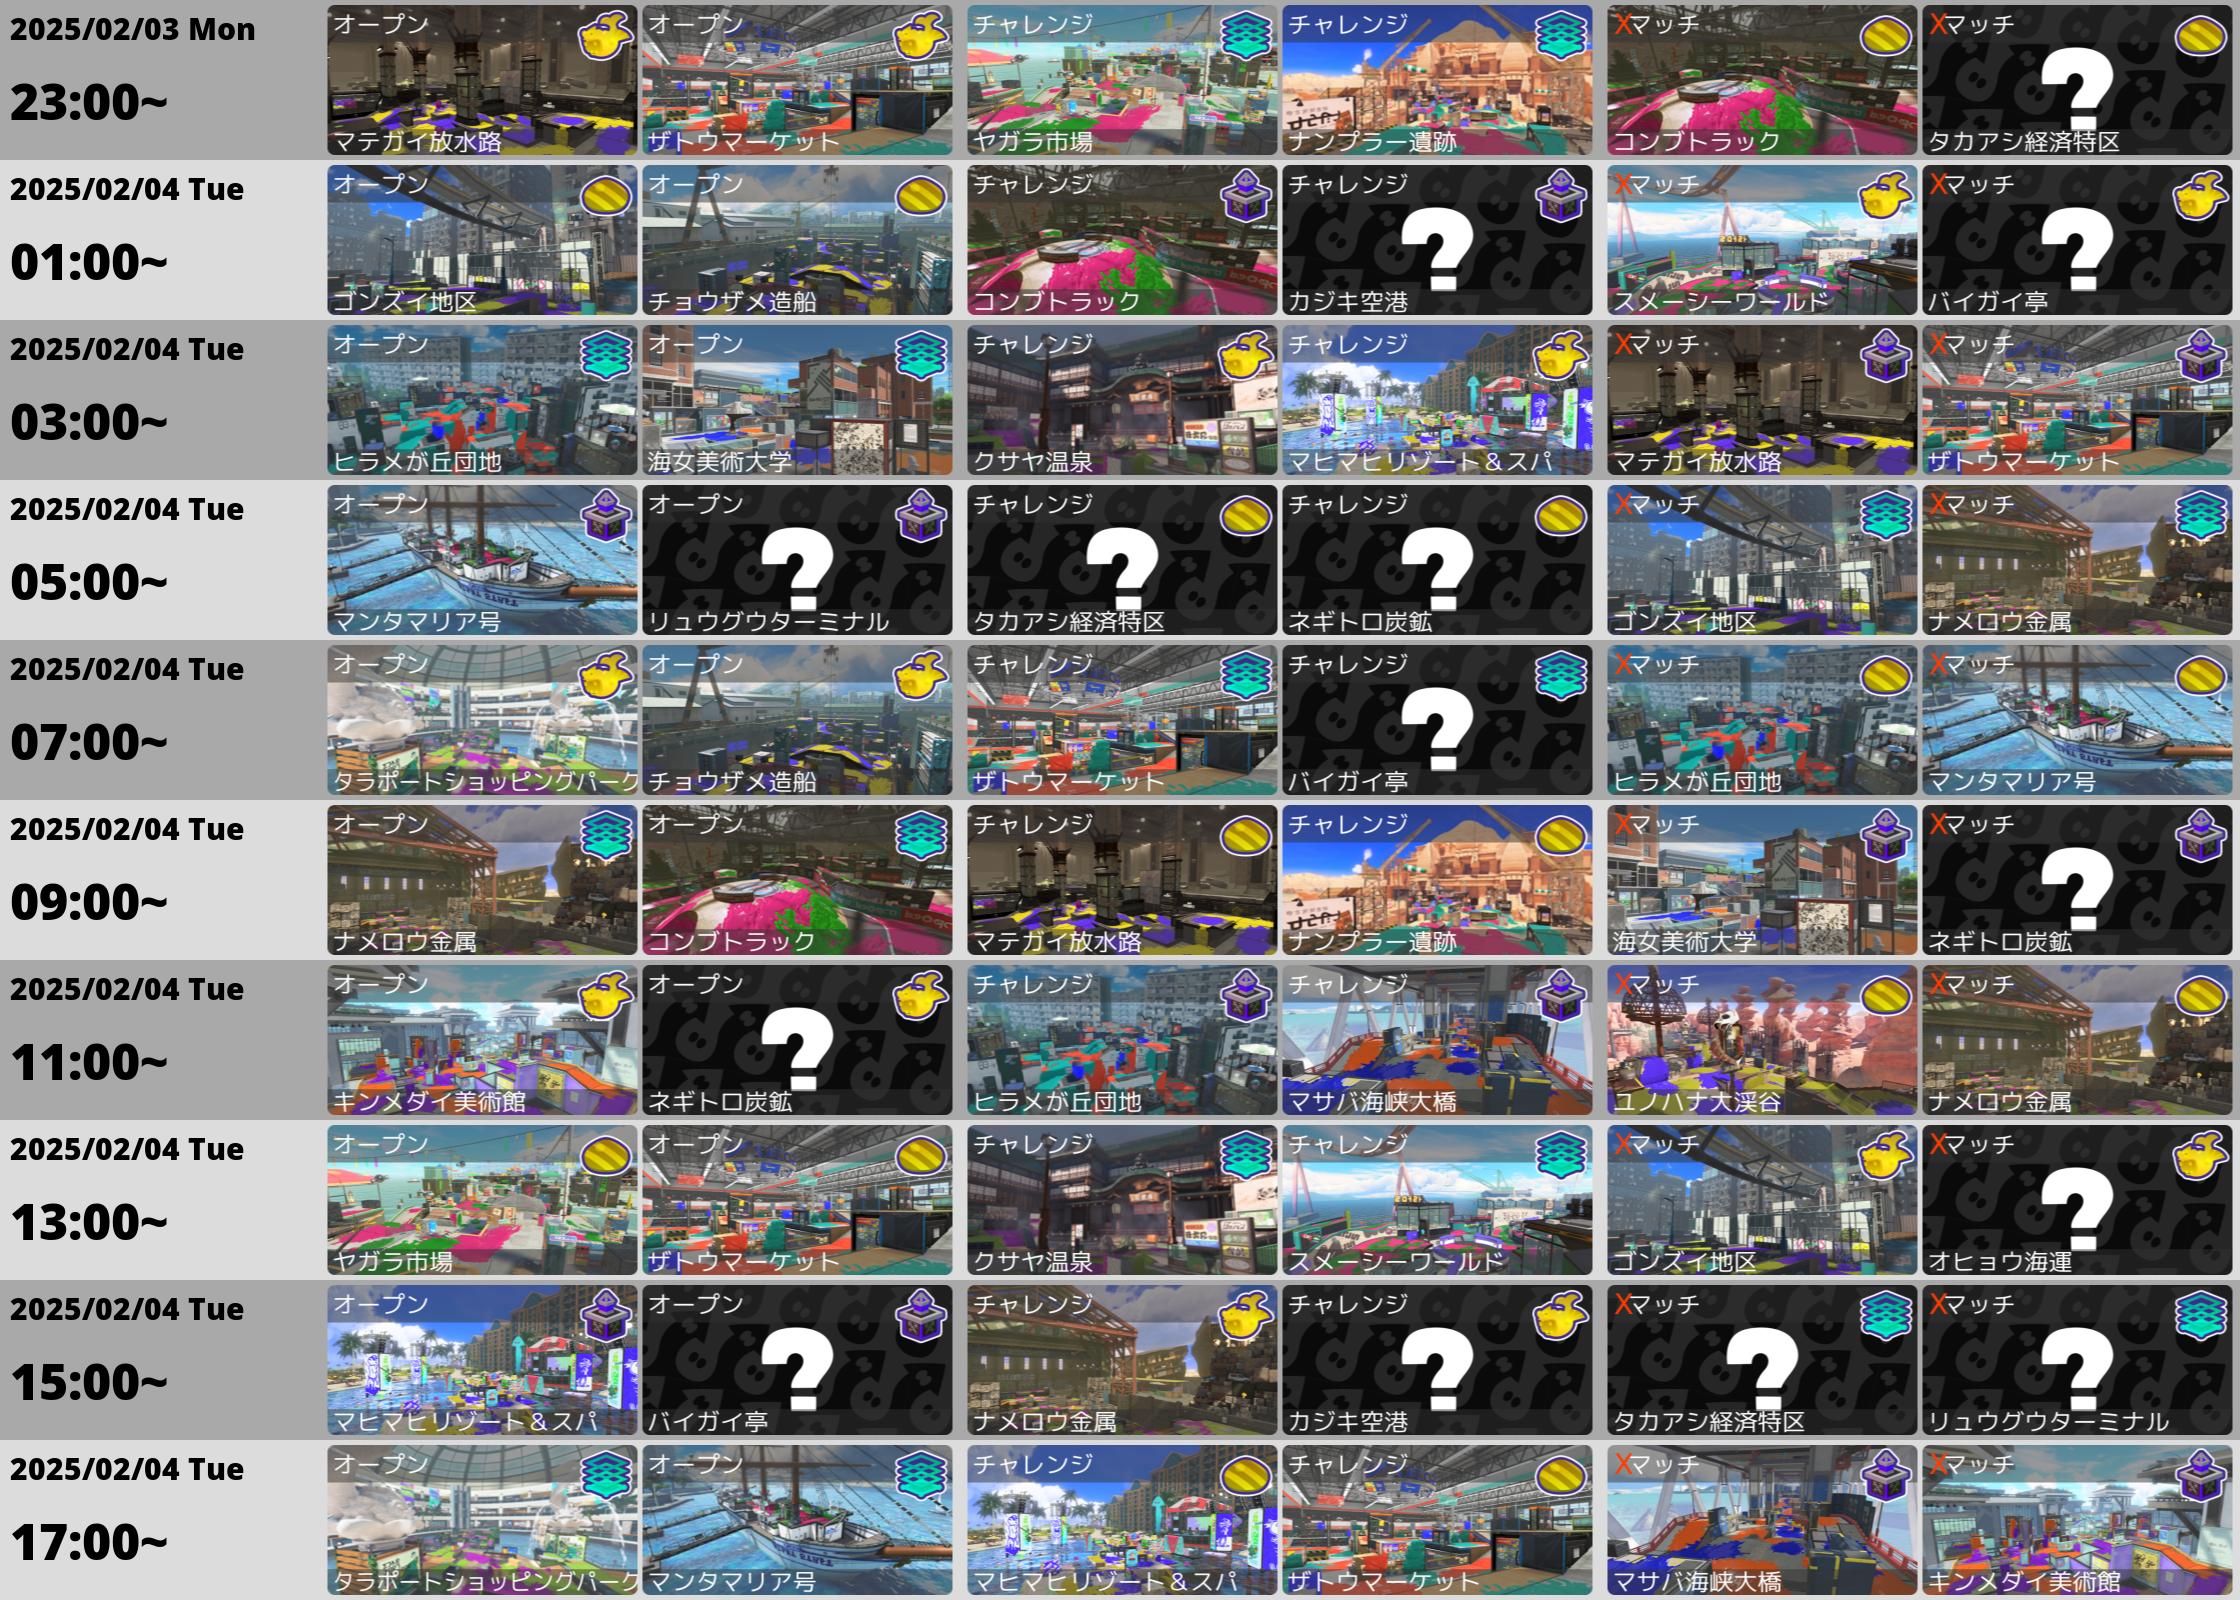 2025/02/03 Mon
23:00~
オープン オープン チャレンジ チャレンジ Xマッチ Xマッチ
マテガイ放水路 ザトウマーケット ヤガラ市場 ナンプラー遺跡 コンブトラック タカアシ経済特区
2025/02/04 Tue
01:00~
オープン オープン チャレンジ チャレンジ Xマッチ Xマッチ
ゴンズイ地区 チョウザメ造船 コンブトラック カジキ空港 スメーシーワールド バイガイ亭
2025/02/04 Tue
03:00~
オープン オープン チャレンジ チャレンジ Xマッチ Xマッチ
ヒラメが丘団地 海女美術大学 クサヤ温泉 マヒマヒリゾート&スパ マテガイ放水路 ザトウマーケット
2025/02/04 Tue
05:00~
オープン オープン チャレンジ チャレンジ Xマッチ Xマッチ
マンタマリア号 リュウグウターミナル タカアシ経済特区 ネギトロ炭鉱 ゴンズイ地区 ナメロウ金属
2025/02/04 Tue
07:00~
オープン オープン チャレンジ チャレンジ Xマッチ Xマッチ
タラポートショッピングパーク チョウザメ造船 ザトウマーケット バイガイ亭 ヒラメが丘団地 マンタマリア号
2025/02/04 Tue
09:00~
オープン オープン チャレンジ チャレンジ Xマッチ Xマッチ
ナメロウ金属 コンブトラック マテガイ放水路 ナンプラー遺跡 海女美術大学 ネギトロ炭鉱
2025/02/04 Tue
11:00~
オープン オープン チャレンジ チャレンジ Xマッチ Xマッチ
キンメダイ美術館 ネギトロ炭鉱 ヒラメが丘団地 マサバ海峡大橋 ユノハナ大渓谷 ナメロウ金属
2025/02/04 Tue
13:00~
オープン オープン チャレンジ チャレンジ Xマッチ Xマッチ
ヤガラ市場 ザトウマーケット クサヤ温泉 スメーシーワールド ゴンズイ地区 オヒョウ海運
2025/02/04 Tue
15:00~
オープン オープン チャレンジ チャレンジ Xマッチ Xマッチ
マヒマヒリゾート&スパ バイガイ亭 ナメロウ金属 カジキ空港 タカアシ経済特区 リュウグウターミナル
2025/02/04 Tue
17:00~
オープン オープン チャレンジ チャレンジ Xマッチ Xマッチ
タラポートショッピングパーク マンタマリア号 マヒマヒリゾート&スパ ザトウマーケット マサバ海峡大橋 キンメダイ美術館